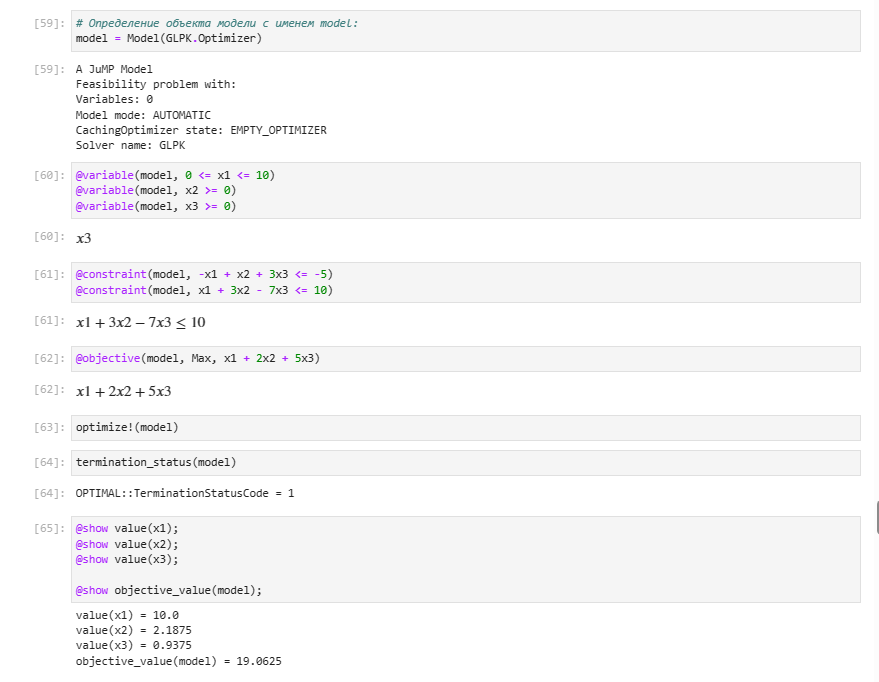 [59]: # Определение объекта модели с именем model:
model = Model(GLPK.Optimizer)
[59]: A JuMP Model
Feasibility problem with:
Variables: 0
Model mode: AUTOMATIC
CachingOptimizer state: EMPTY_OPTIMIZER
Solver name: GLPK
[60]: @variable(model, 0 <= x1 <= 10)
@variable(model, x2 >= 0)
@variable(model, x3 >= 0)
[60]: x3
[61]: @constraint(model, -x1 + x2 + 3x3 <= -5)
@constraint(model, x1 + 3x2 - 7x3 <= 10)
[61]: x1 + 3x2 − 7x3 ≤ 10
[62]: @objective(model, Max, x1 + 2x2 + 5x3)
[62]: x1 + 2x2 + 5x3
[63]: optimize!(model)
[64]: termination_status(model)
[64]: OPTIMAL::TerminationStatusCode = 1
[65]: @show value(x1);
@show value(x2);
@show value(x3);
@show objective_value(model);
value(x1) = 10.0
value(x2) = 2.1875
value(x3) = 0.9375
objective_value(model) = 19.0625